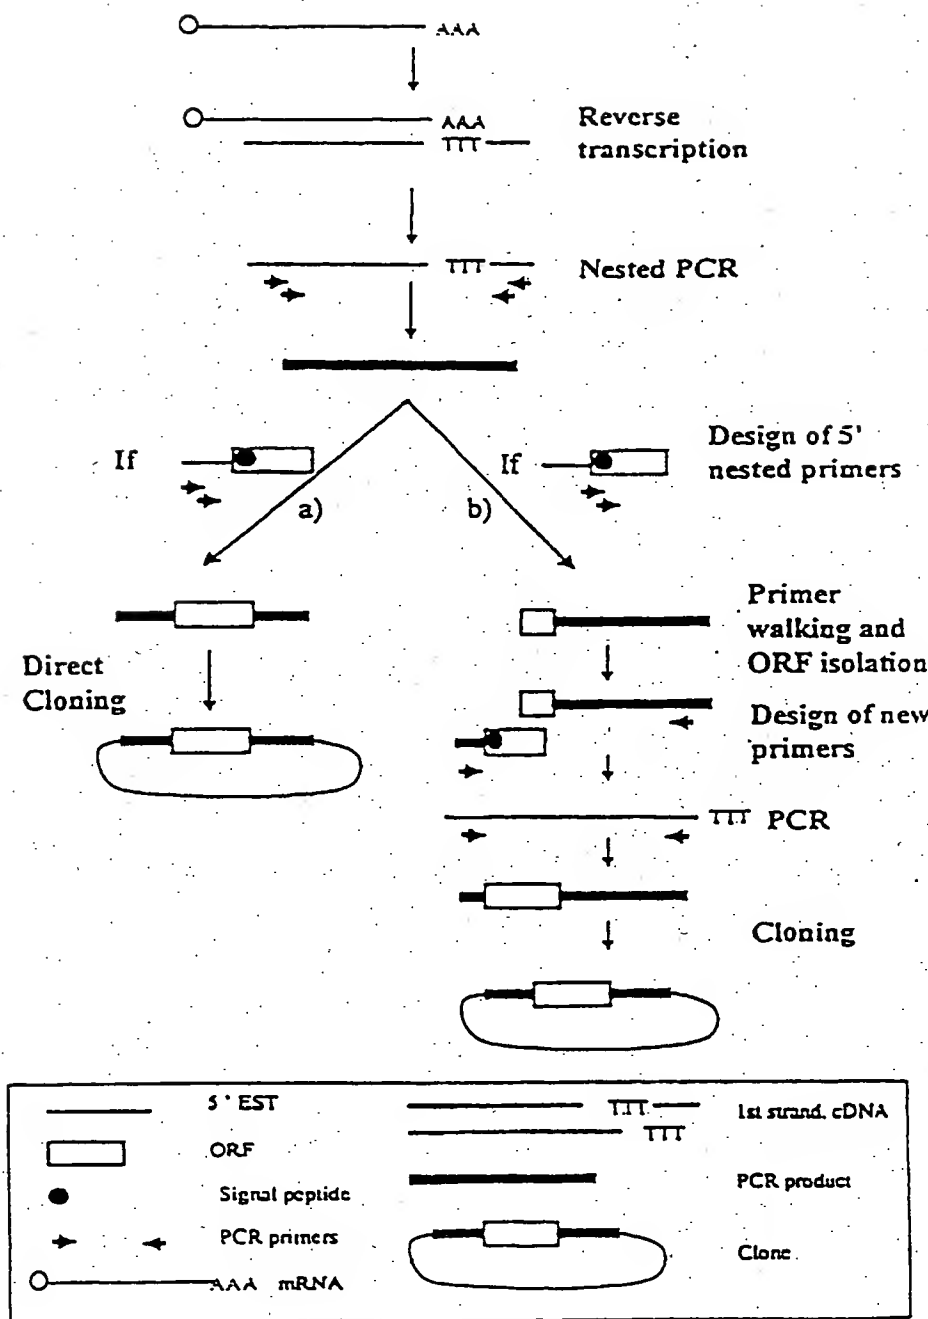 AAA
AAA
TTT
Reverse
transcription
TTT
Nested PCR
If
If
Design of 5'
nested primers
a)
b)
Primer
walking and
ORF isolation
Direct
Cloning
Design of new
primers
TTT PCR
Cloning
5' EST
TTT
TTT
1st strand. cDNA
ORF
Signal peptide
PCR product
PCR primers
Clone
AAA mRNA